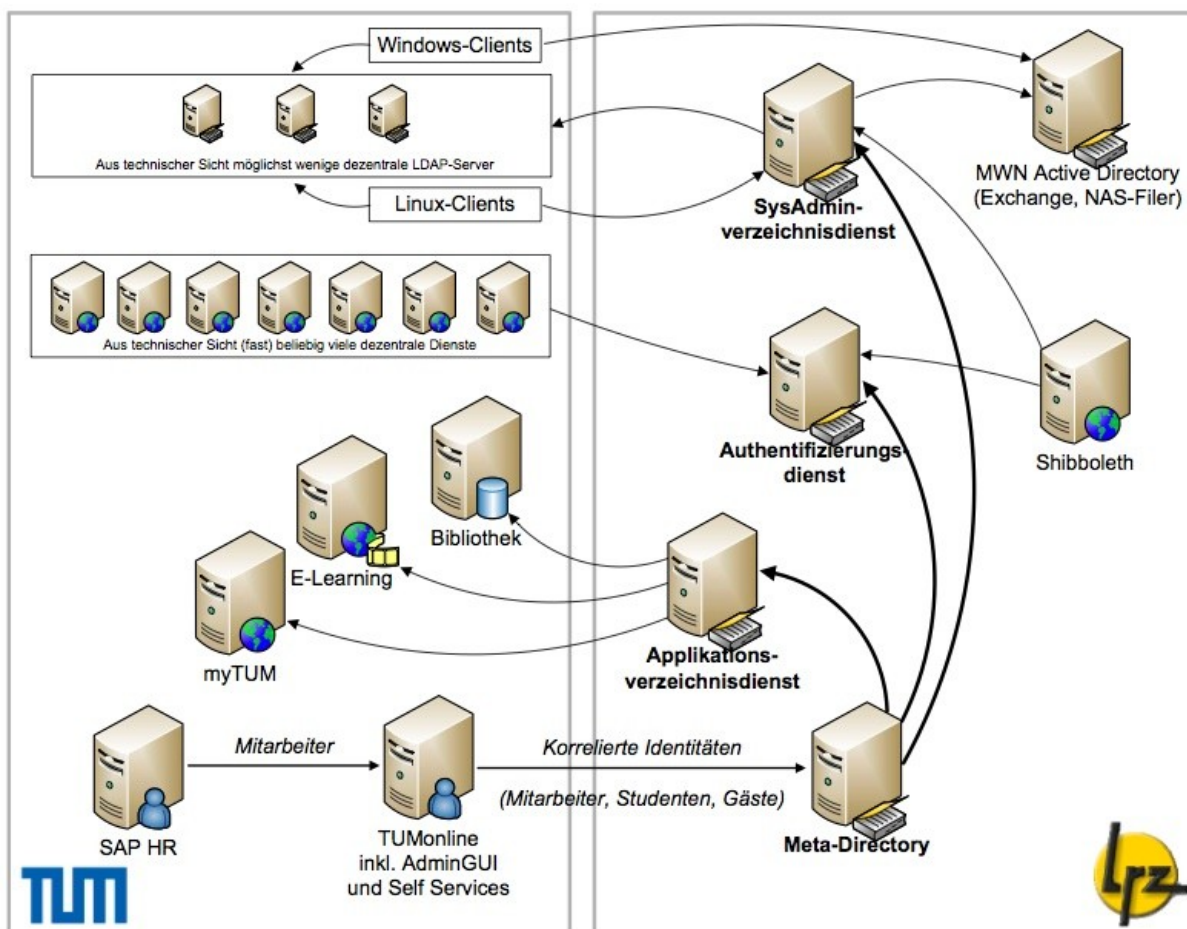 Windows-Clients
Aus technischer Sicht möglichst wenige dezentrale LDAP-Server
Linux-Clients
SysAdmin-
verzeichnisdienst
MWN Active Directory
(Exchange, NAS-Filer)
Aus technischer Sicht (fast) beliebig viele dezentrale Dienste
Authentifizierungs-
dienst
Shibboleth
Bibliothek
E-Learning
myTUM
Applikations-
verzeichnisdienst
Mitarbeiter
Korrelierte Identitäten
(Mitarbeiter, Studenten, Gäste)
SAP HR
TUMonline
inkl. AdminGUI
und Self Services
Meta-Directory
TUM
lrz